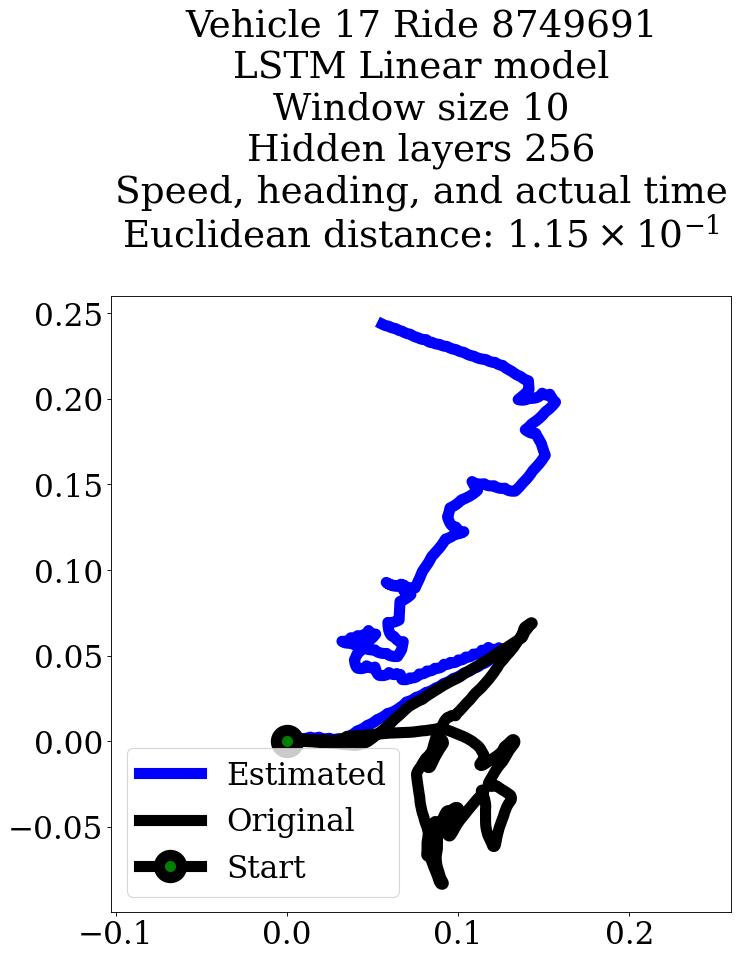 Vehicle 17 Ride 8749691
LSTM Linear model
Window size 10
Hidden layers 256
Speed, heading, and actual time
Euclidean distance: 1.15 × 10⁻¹
0.25
0.20
0.15
0.10
0.05
0.00
−0.05
Estimated
Original
Start
−0.1 0.0 0.1 0.2